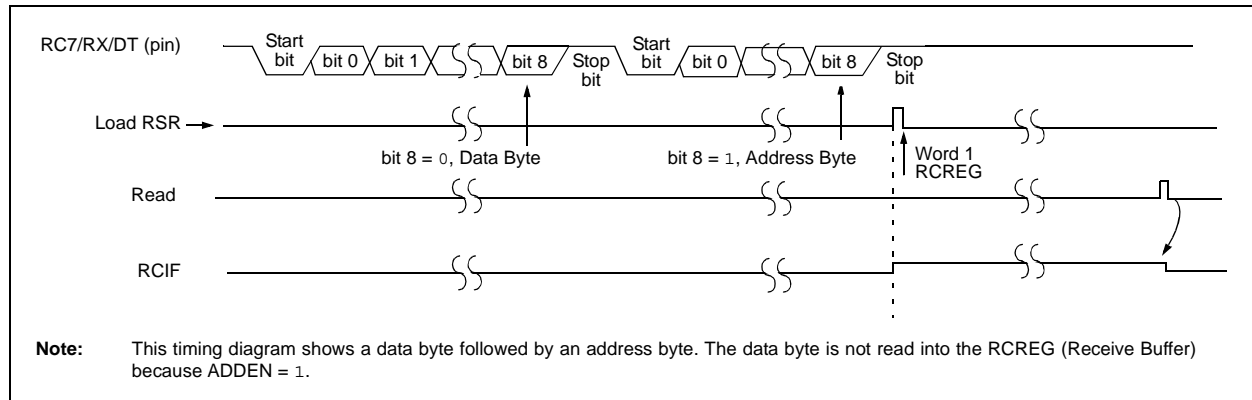 RC7/RX/DT (pin)
Start
bit
bit 0
bit 1
bit 8
Stop
bit
Start
bit
bit 0
bit 8
Stop
bit
Load RSR
bit 8 = 0, Data Byte
bit 8 = 1, Address Byte
Word 1
RCREG
Read
RCIF
Note: This timing diagram shows a data byte followed by an address byte. The data byte is not read into the RCREG (Receive Buffer)
because ADDEN = 1.